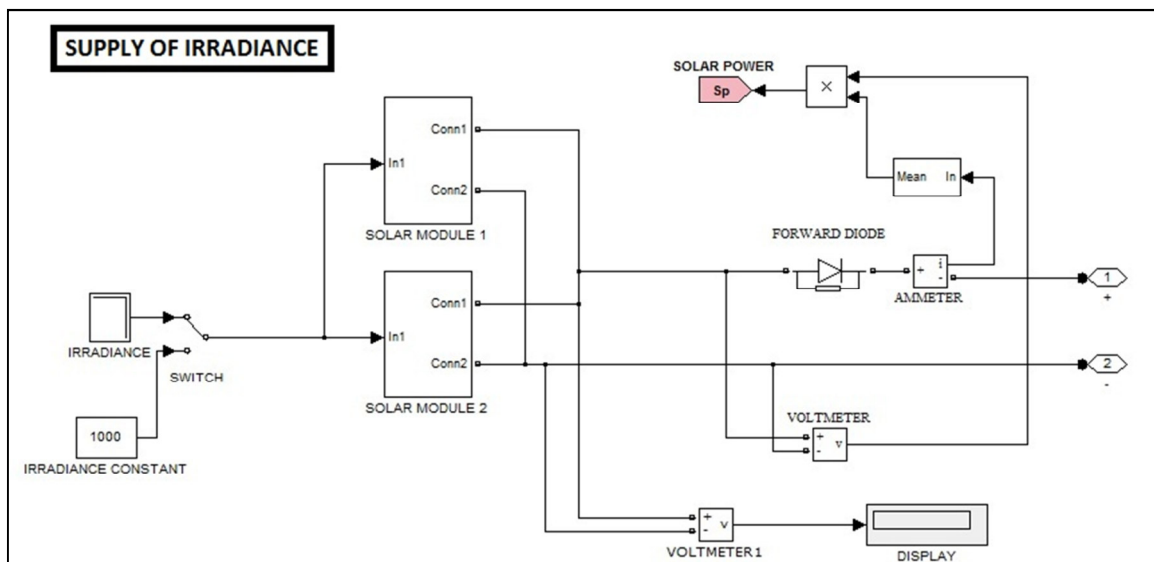 SUPPLY OF IRRADIANCE
SOLAR POWER
Sp
×
Conn1
In1
Conn2
SOLAR MODULE 1
Mean In
FORWARD DIODE
+ i
-
AMMETER
1
+
Conn1
In1
Conn2
SOLAR MODULE 2
IRRADIANCE
SWITCH
1000
IRRADIANCE CONSTANT
2
-
VOLTMETER
+ v
-
+ v
-
VOLTMETER1
DISPLAY